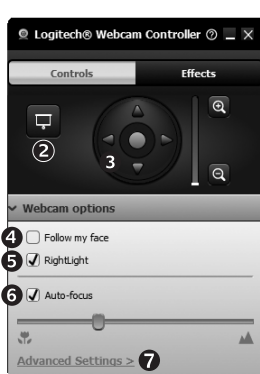 Logitech® Webcam Controller
Controls Effects
2
3
Webcam options
4 Follow my face
5 RightLight
6 Auto-focus
Advanced Settings > 7